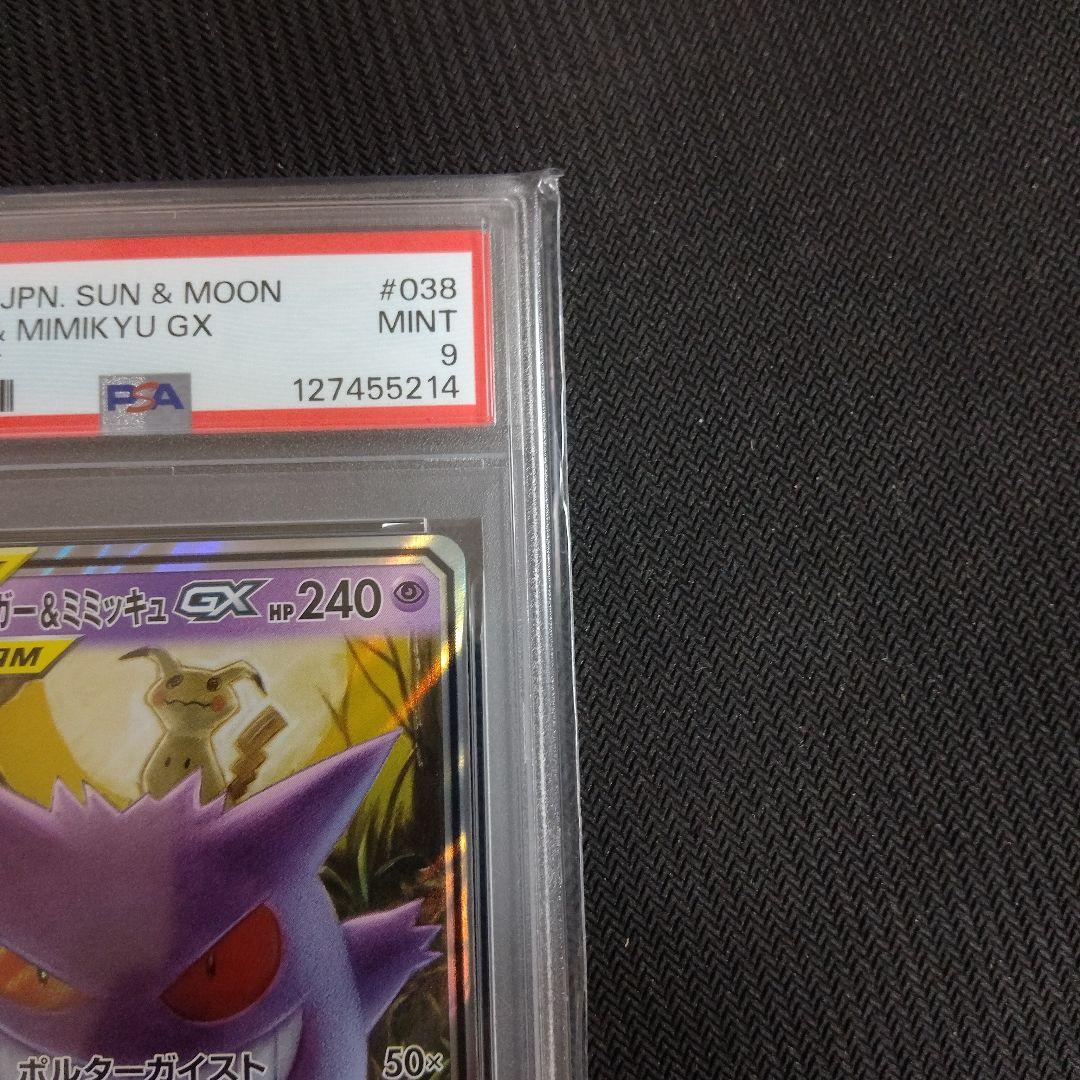 JPN. SUN & MOON #038
& MIMIKYU GX MINT
9
PSA 127455214
ガー&ミミッキュ GX HP 240
ポルターガイスト 50×